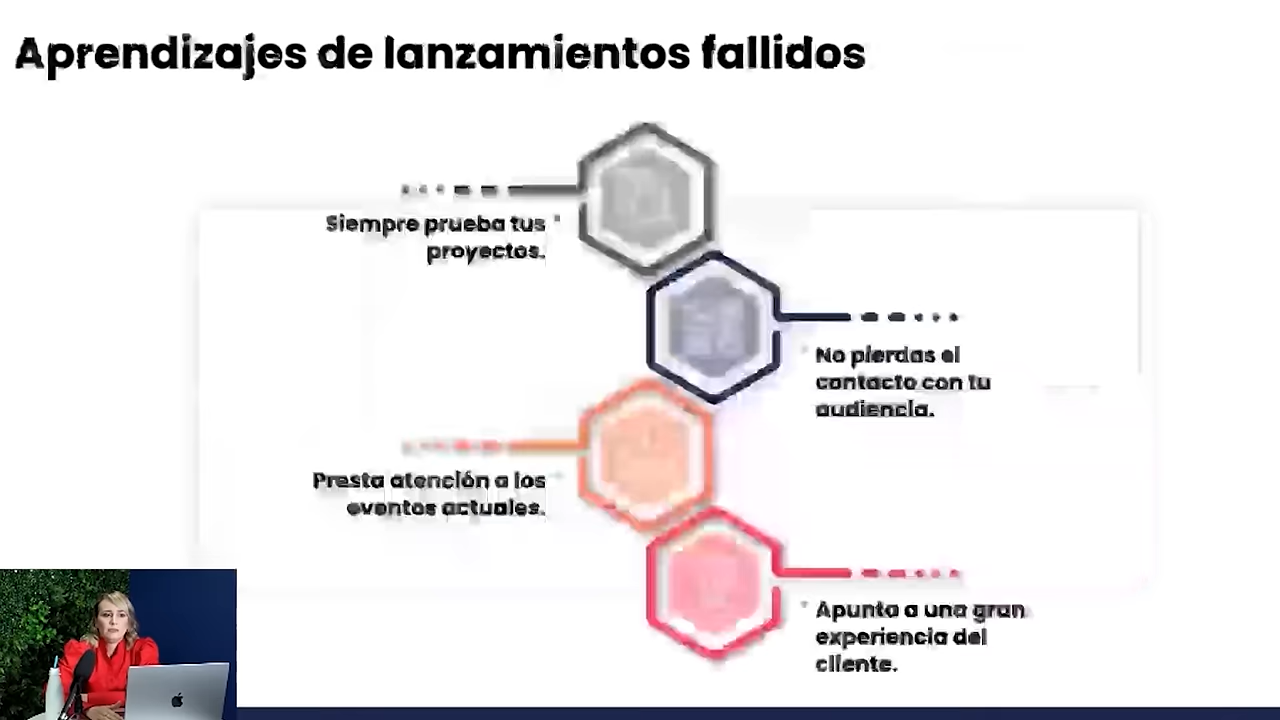 Aprendizajes de lanzamientos fallidos
Siempre prueba tus
proyectos.
No pierdas el
contacto con tu
audiencia.
Presta atención a los
eventos actuales.
Apunta a una gran
experiencia del
cliente.